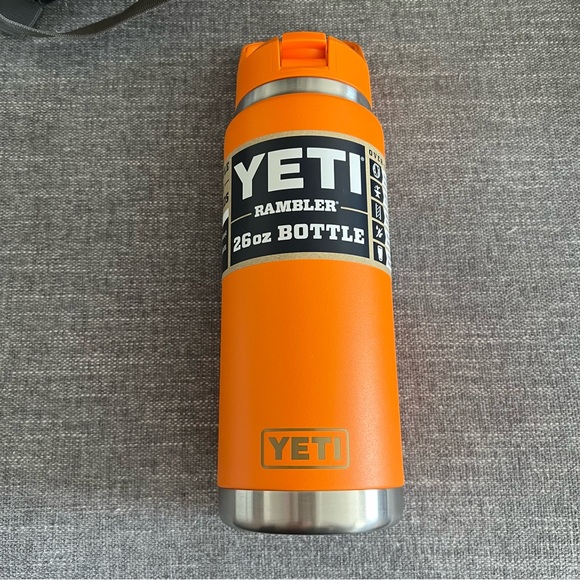 YETI®
RAMBLER®
26oz BOTTLE
YETI